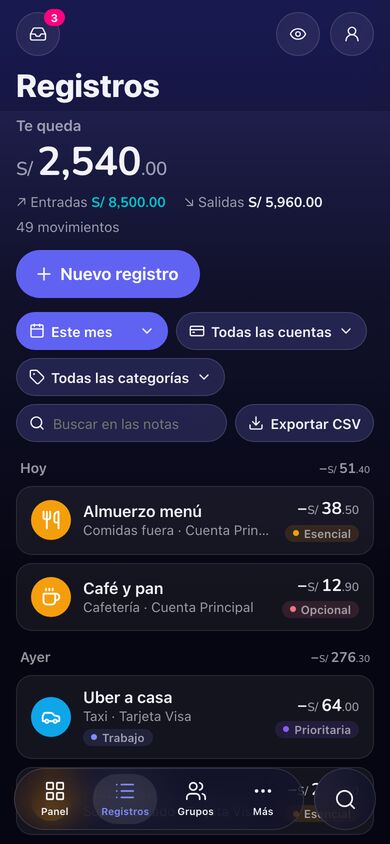 3
Registros
Te queda
S/ 2,540.00
Entradas S/ 8,500.00 Salidas S/ 5,960.00
49 movimientos
+ Nuevo registro
Este mes Todas las cuentas
Todas las categorías
Buscar en las notas Exportar CSV
Hoy −S/ 51.40
Almuerzo menú −S/ 38.50
Comidas fuera · Cuenta Prin... Esencial
Café y pan −S/ 12.90
Cafetería · Cuenta Principal Opcional
Ayer −S/ 276.30
Uber a casa −S/ 64.00
Taxi · Tarjeta Visa Prioritaria
Trabajo
Esencial
Panel Registros Grupos Más